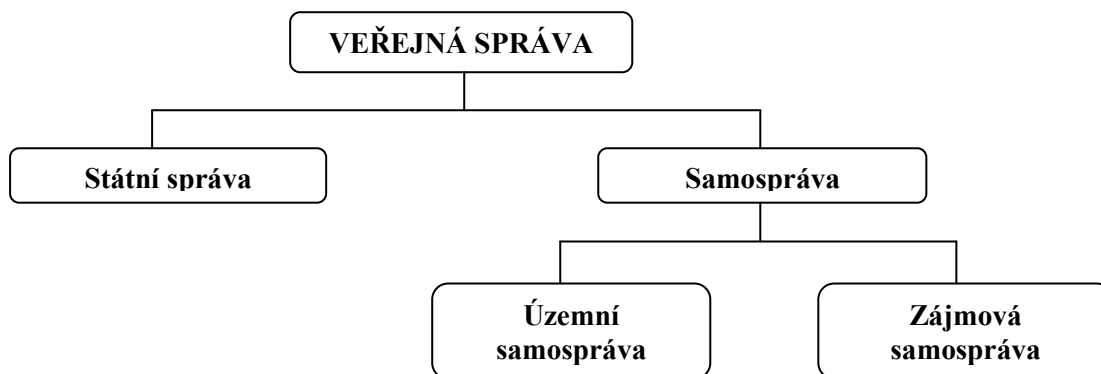 VEŘEJNÁ SPRÁVA
Státní správa
Samospráva
Územní
samospráva
Zájmová
samospráva